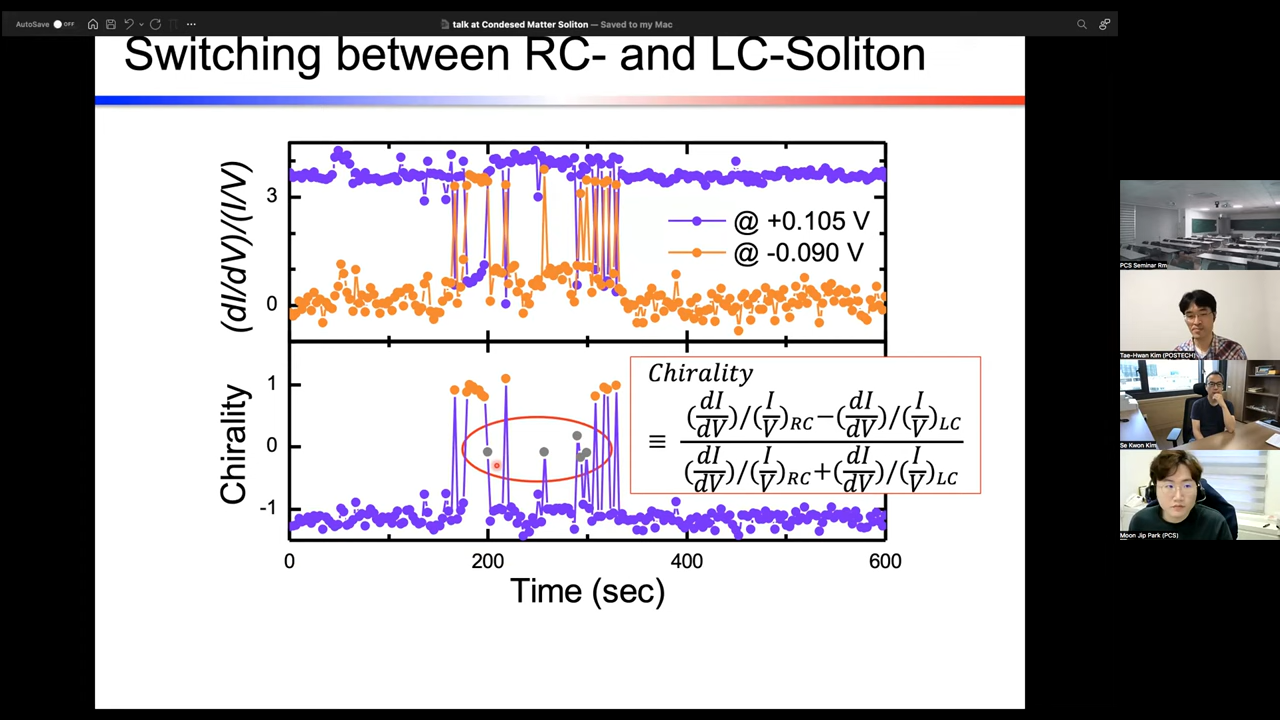 AutoSave OFF
talk at Condesed Matter Soliton — Saved to my Mac
Switching between RC- and LC-Soliton
(dI/dV)/(I/V)
3
0
@ +0.105 V
@ -0.090 V
Chirality
1
0
-1
Chirality
≡ ((dI/dV)/(I/V)RC−(dI/dV)/(I/V)LC)/((dI/dV)/(I/V)RC+(dI/dV)/(I/V)LC)
0 200 400 600
Time (sec)
PCS Seminar Rm
Tae-Hwan Kim (POSTECH)
Se Kwon Kim
Moon Jip Park (PCS)